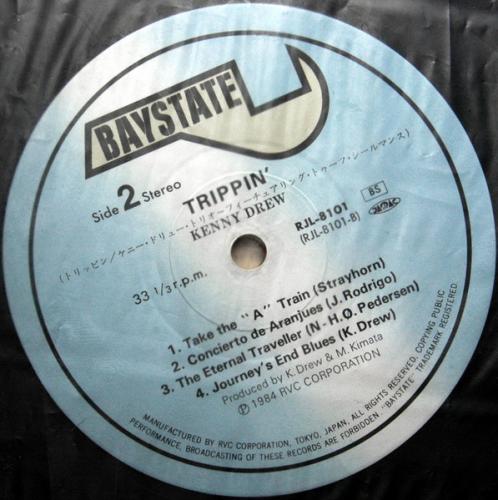 BAYSTATE
Side 2 Stereo
TRIPPIN'
(トリッピン/ケニー・ドリュー・トリオ・フィーチュアリング・トゥーツ・シールマンス)
KENNY DREW
RJL-8101
(RJL-8101-B)
BS
33 1/3 r.p.m.
1. Take the "A" Train (Strayhorn)
2. Concierto de Aranjues (J. Rodrigo)
3. The Eternal Traveller (N-H.Ø. Pedersen)
4. Journey's End Blues (K. Drew)
Produced by K. Drew & M. Kimata
Ⓟ 1984 RVC CORPORATION
MANUFACTURED BY RVC CORPORATION, TOKYO, JAPAN, ALL RIGHTS RESERVED, COPYING PUBLIC
PERFORMANCE, BROADCASTING OF THESE RECORDS ARE FORBIDDEN. "BAYSTATE" TRADEMARK REGISTERED.